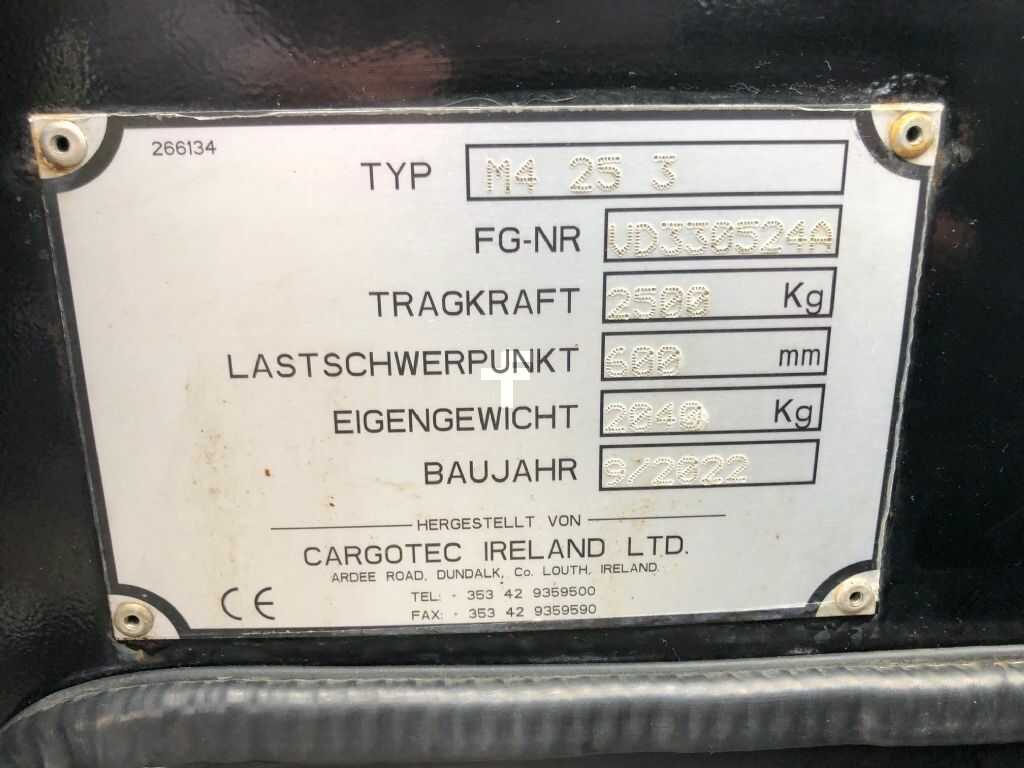 266134
TYP M4 25 3
FG-NR VD330524A
TRAGKRAFT 2500 Kg
LASTSCHWERPUNKT 600 mm
EIGENGEWICHT 2040 Kg
BAUJAHR 9/2022
HERGESTELLT VON
CARGOTEC IRELAND LTD.
ARDEE ROAD, DUNDALK, Co. LOUTH, IRELAND.
CE TEL: + 353 42 9359500
FAX: + 353 42 9359590